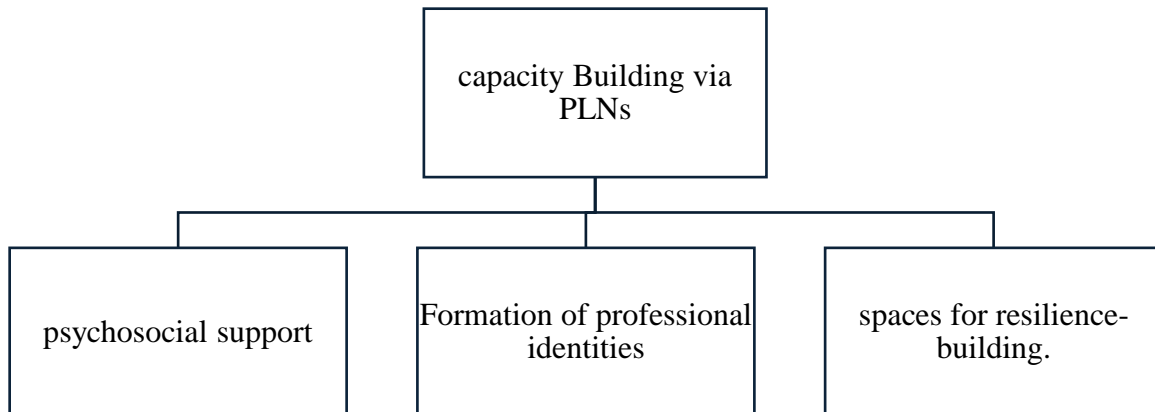 capacity Building via
PLNs
psychosocial support
Formation of professional
identities
spaces for resilience-
building.